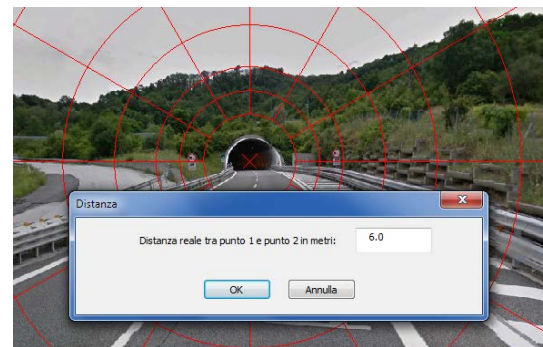 Distanza
Distanza reale tra punto 1 e punto 2 in metri:
6.0
OK
Annulla